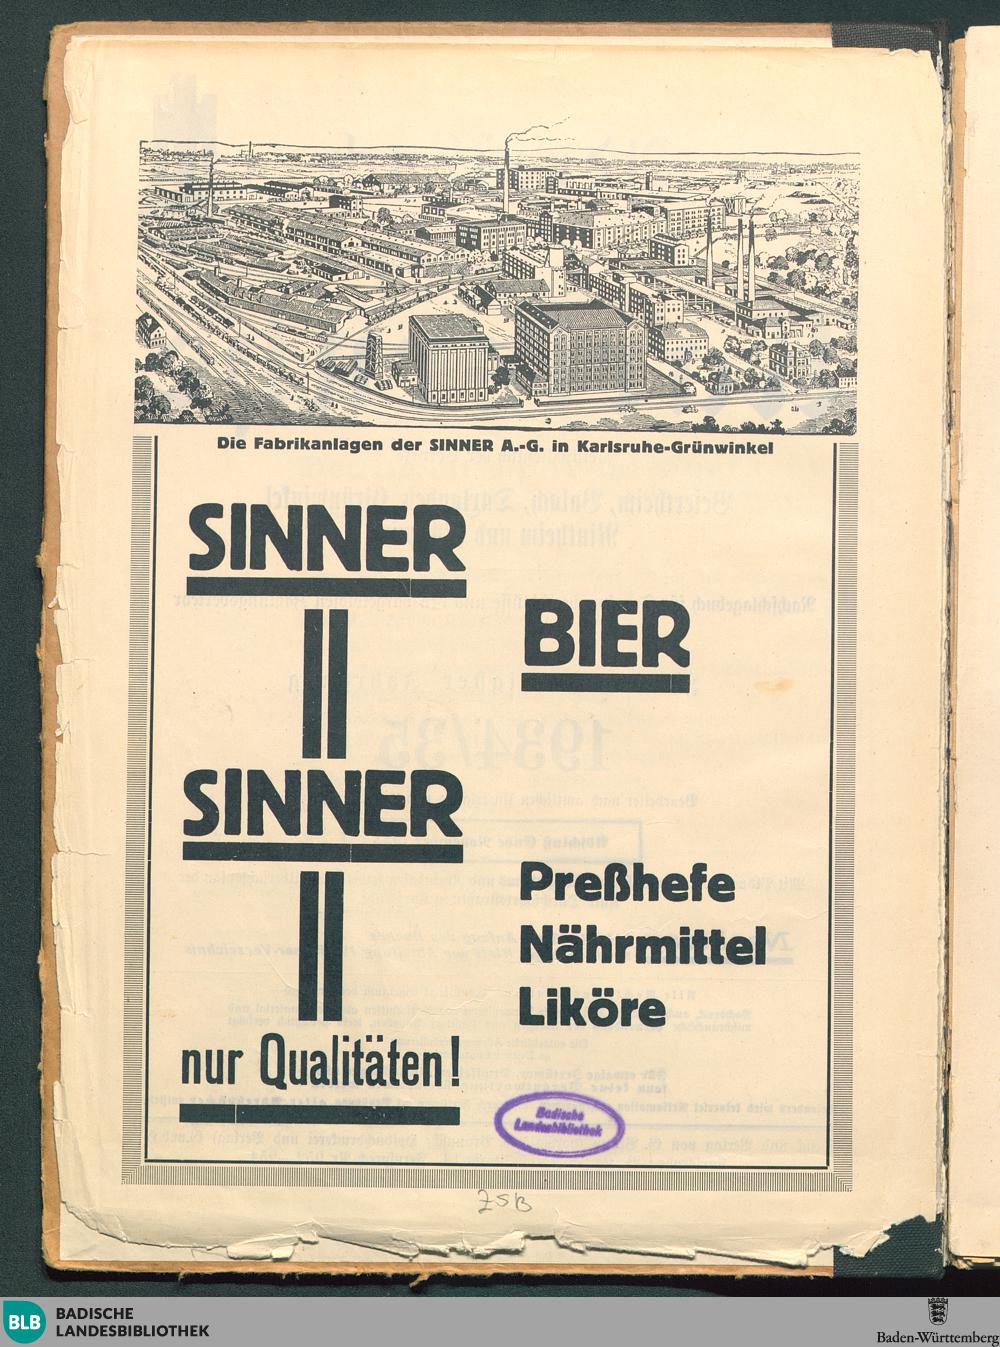 Die Fabrikanlagen der SINNER A.-G. in Karlsruhe-Grünwinkel
SINNER
BIER
SINNER
Preßhefe
Nährmittel
Liköre
nur Qualitäten!
Badische
Landesbibliothek
ZSB
BLB
BADISCHE
LANDESBIBLIOTHEK
Baden-Württemberg